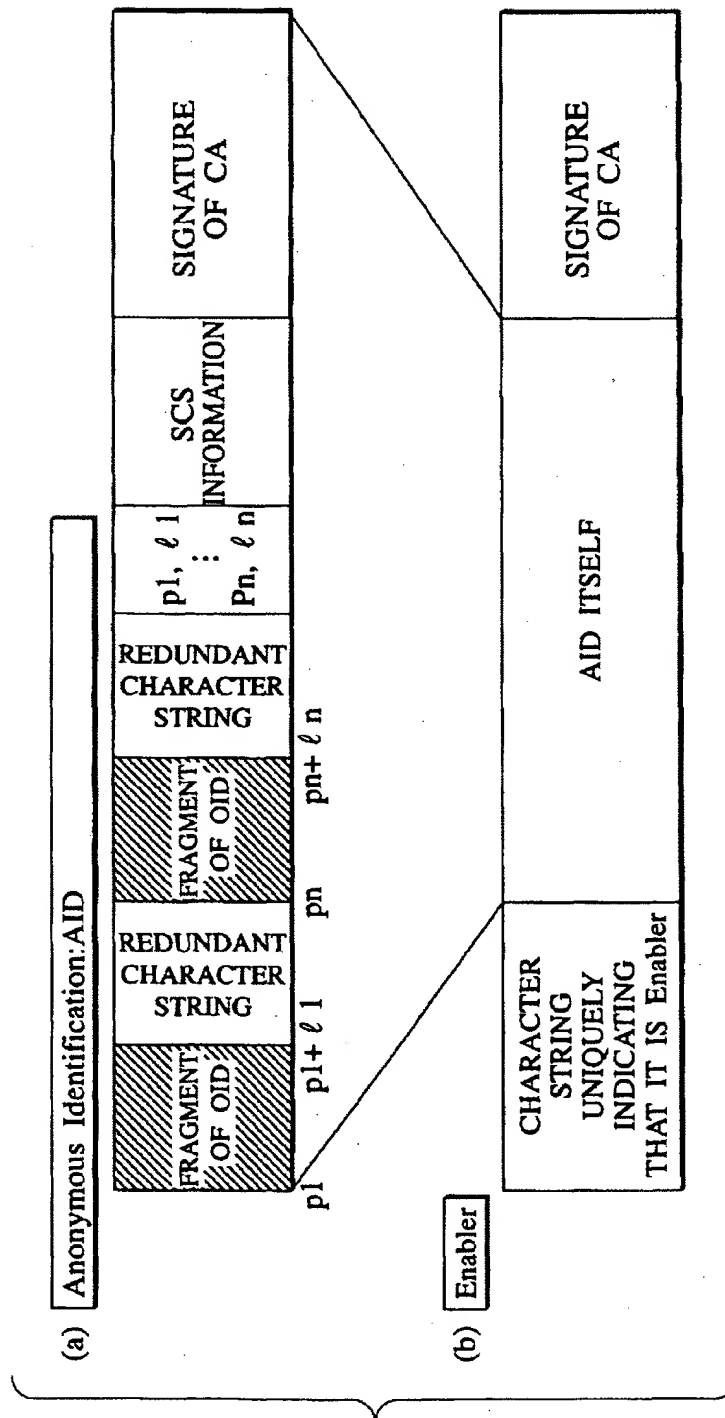 (a) Anonymous Identification:AID
FRAGMENT
OF OID
REDUNDANT
CHARACTER
STRING
FRAGMENT
OF OID
REDUNDANT
CHARACTER
STRING
p1, ℓ 1
⋮
Pn, ℓ n
SCS
INFORMATION
SIGNATURE
OF CA
p1
p1+ ℓ 1
pn
pn+ ℓ n
(b) Enabler
CHARACTER
STRING
UNIQUELY
INDICATING
THAT IT IS Enabler
AID ITSELF
SIGNATURE
OF CA